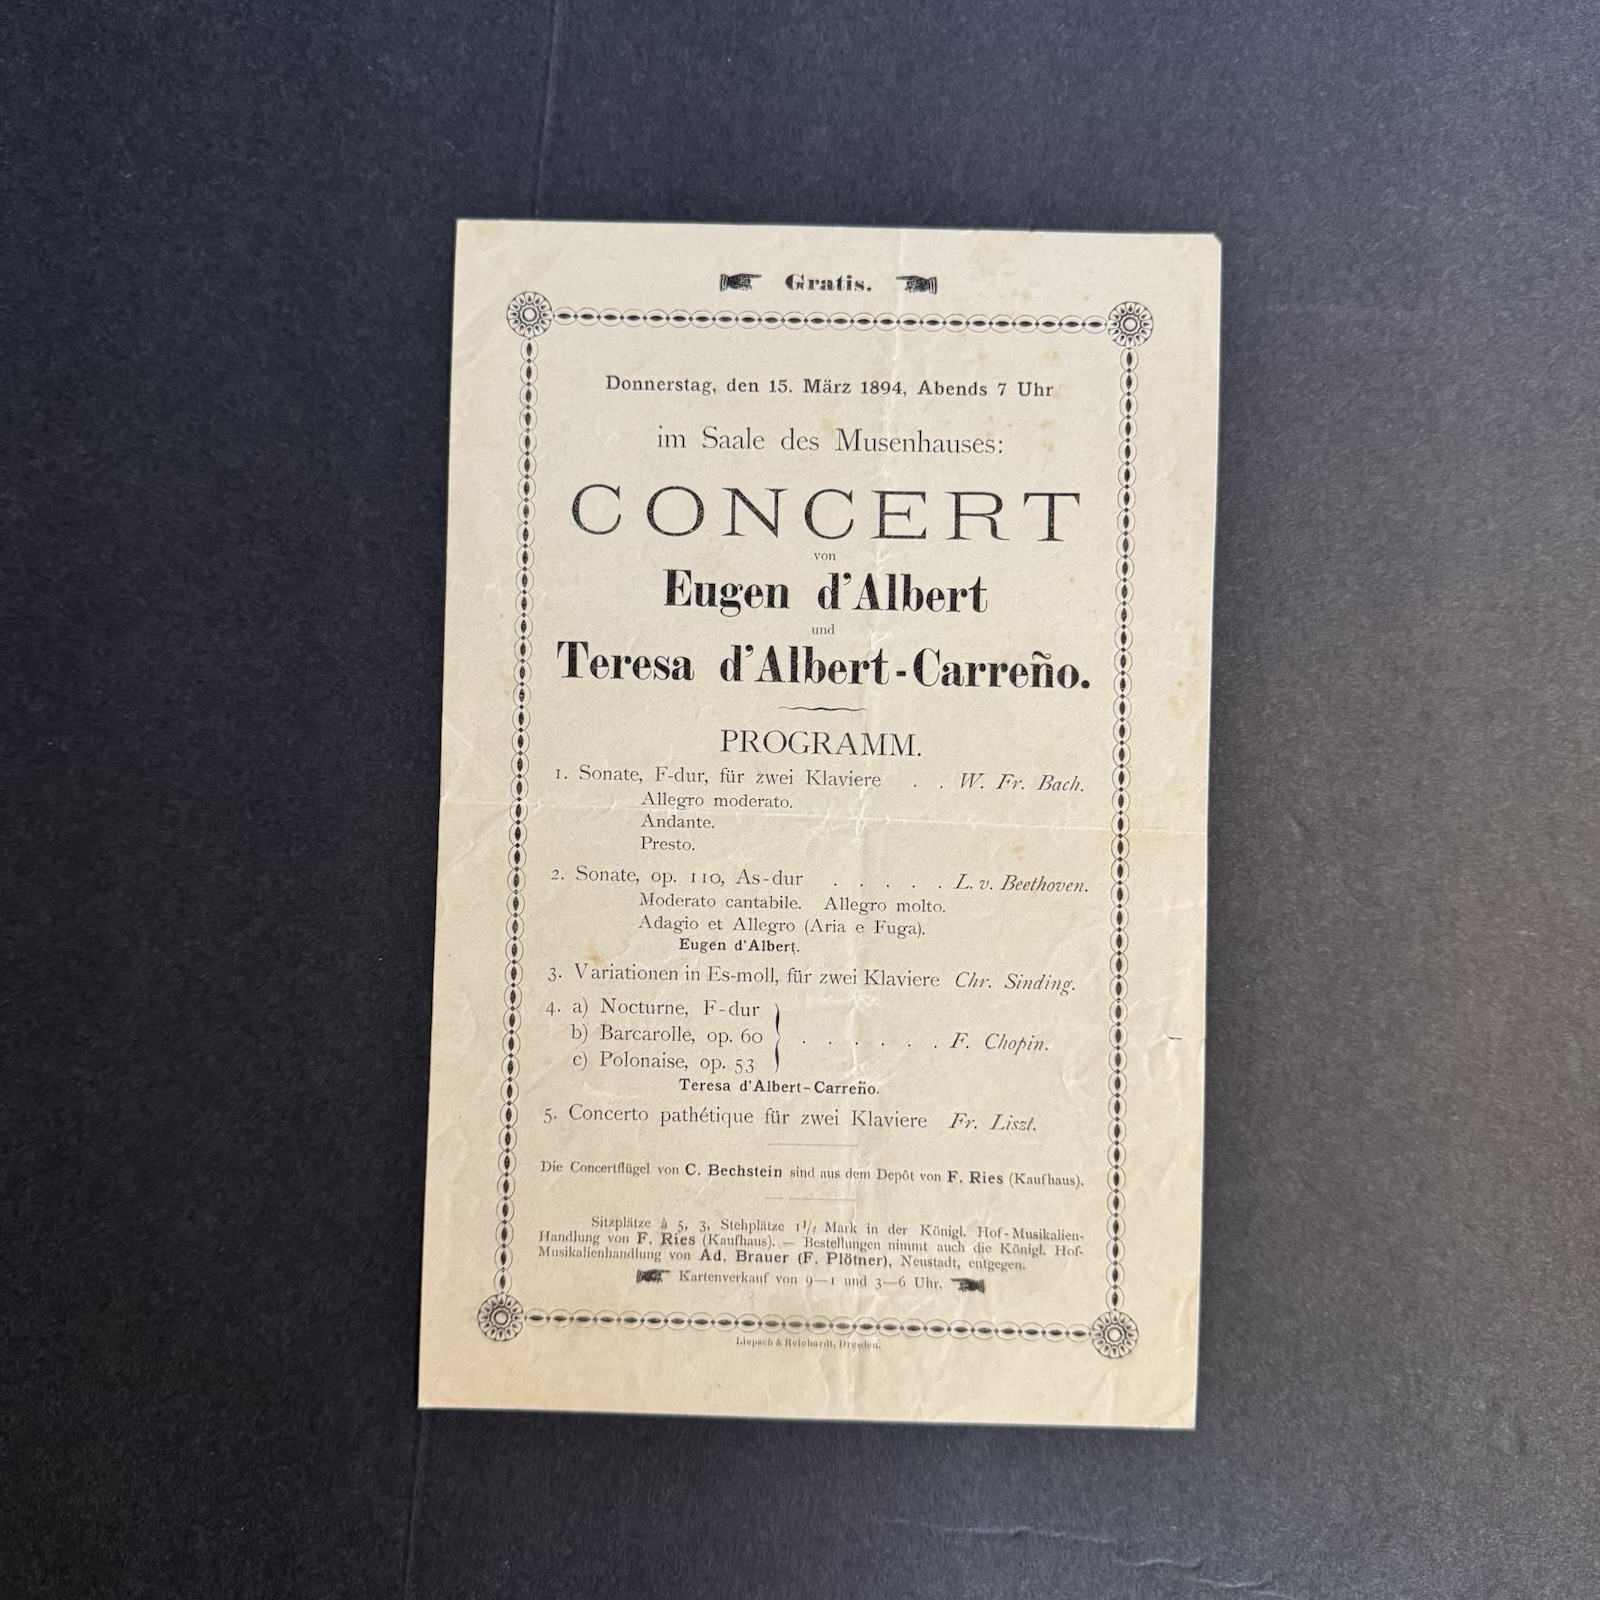 Gratis.
Donnerstag, den 15. März 1894, Abends 7 Uhr
im Saale des Musenhauses:
CONCERT
von
Eugen d'Albert
und
Teresa d'Albert-Carreño.
PROGRAMM.
1. Sonate, F-dur, für zwei Klaviere . . W. Fr. Bach.
Allegro moderato.
Andante.
Presto.
2. Sonate, op. 110, As-dur . . . . . L. v. Beethoven.
Moderato cantabile. Allegro molto.
Adagio et Allegro (Aria e Fuga).
Eugen d'Albert.
3. Variationen in Es-moll, für zwei Klaviere Chr. Sinding.
4. a) Nocturne, F-dur
b) Barcarolle, op. 60 . . . . . . F. Chopin.
c) Polonaise, op. 53
Teresa d'Albert-Carreño.
5. Concerto pathétique für zwei Klaviere Fr. Liszt.
Die Concertflügel von C. Bechstein sind aus dem Depôt von F. Ries (Kaufhaus).
Sitzplätze à 5, 3, Stehplätze 1 1/2 Mark in der Königl. Hof-Musikalien-
Handlung von F. Ries (Kaufhaus). — Bestellungen nimmt auch die Königl. Hof-
Musikalienhandlung von Ad. Brauer (F. Plötner), Neustadt, entgegen.
Kartenverkauf von 9—1 und 3—6 Uhr.
Liepsch & Reichardt, Dresden.